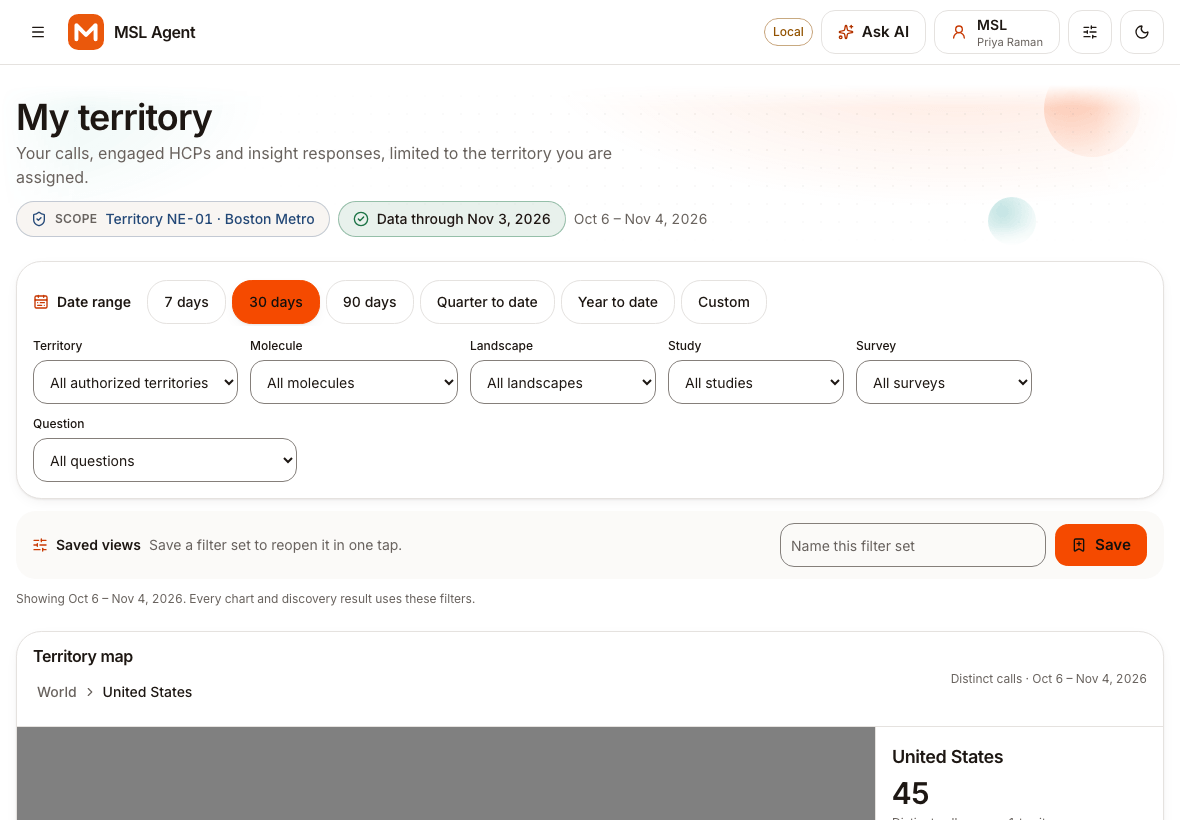 MSL Agent
Local
Ask AI
MSL
Priya Raman
My territory
Your calls, engaged HCPs and insight responses, limited to the territory you are
assigned.
SCOPE Territory NE-01 · Boston Metro
Data through Nov 3, 2026
Oct 6 – Nov 4, 2026
Date range
7 days
30 days
90 days
Quarter to date
Year to date
Custom
Territory
All authorized territories
Molecule
All molecules
Landscape
All landscapes
Study
All studies
Survey
All surveys
Question
All questions
Saved views Save a filter set to reopen it in one tap.
Name this filter set
Save
Showing Oct 6 – Nov 4, 2026. Every chart and discovery result uses these filters.
Territory map
World > United States
Distinct calls · Oct 6 – Nov 4, 2026
United States
45